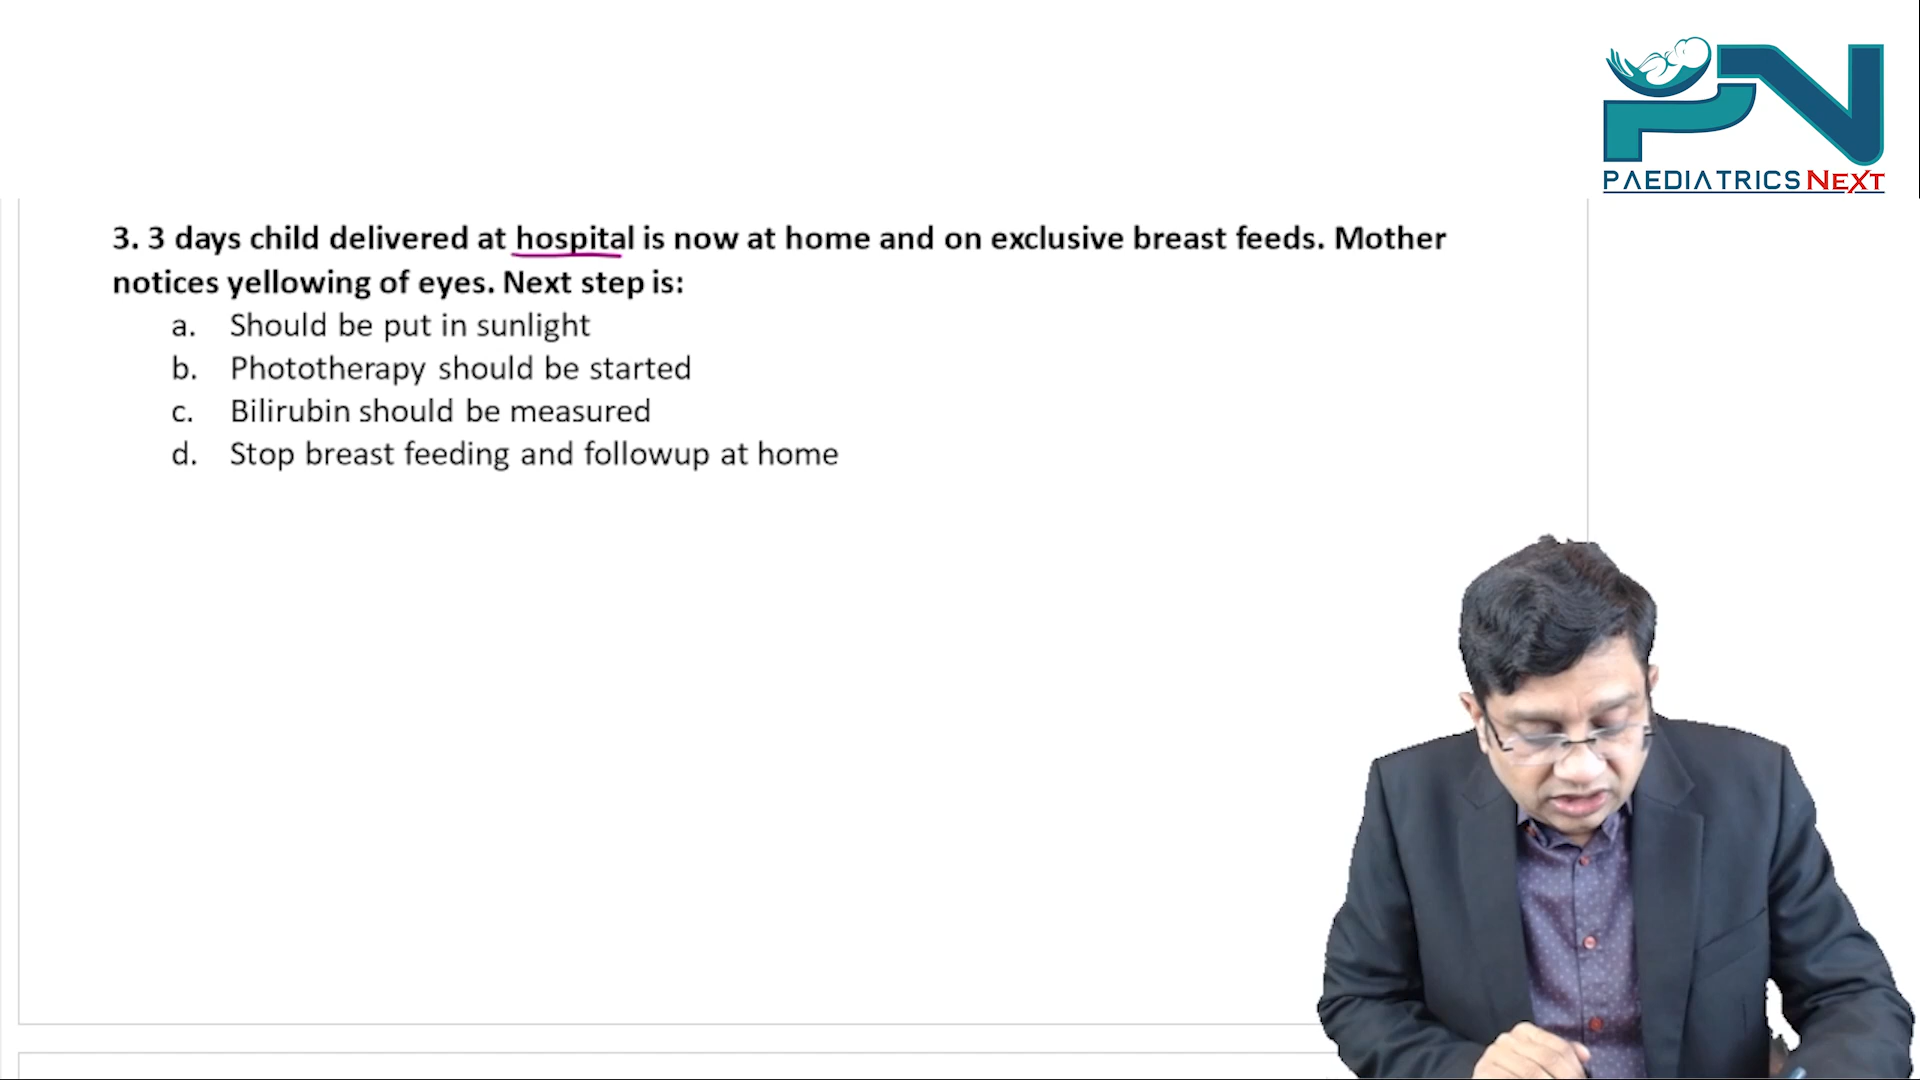 PAEDIATRICS NEXT
3. 3 days child delivered at hospital is now at home and on exclusive breast feeds. Mother
notices yellowing of eyes. Next step is:
a. Should be put in sunlight
b. Phototherapy should be started
c. Bilirubin should be measured
d. Stop breast feeding and followup at home